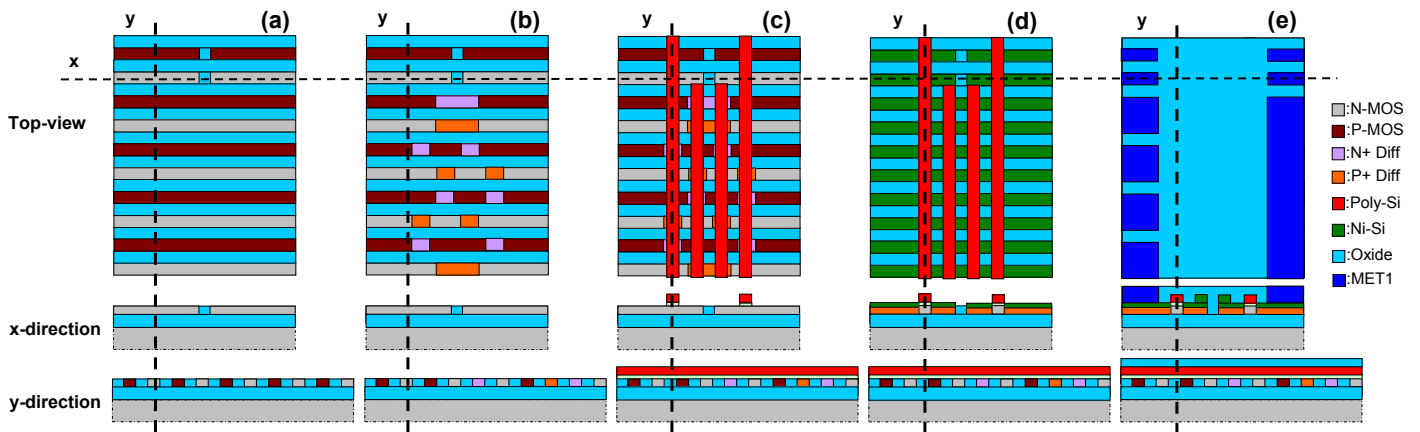 y (a) y (b) y (c) y (d) y (e)
x
Top-view
:N-MOS
:P-MOS
:N+ Diff
:P+ Diff
:Poly-Si
:Ni-Si
:Oxide
:MET1
x-direction
y-direction